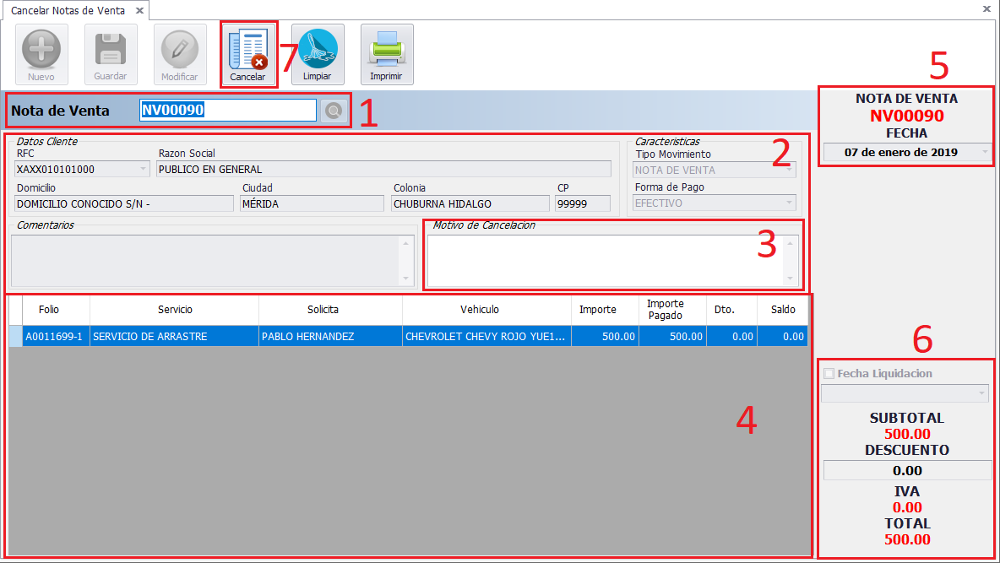 Cancelar Notas de Venta
Nuevo Guardar Modificar Cancelar 7 Limpiar Imprimir
Nota de Venta NV00090 1
5
NOTA DE VENTA
NV00090
FECHA
07 de enero de 2019
Datos Cliente
RFC Razon Social
XAXX010101000 PUBLICO EN GENERAL
Domicilio Ciudad Colonia CP
DOMICILIO CONOCIDO S/N - MÉRIDA CHUBURNA HIDALGO 99999
Caracteristicas 2
Tipo Movimiento
NOTA DE VENTA
Forma de Pago
EFECTIVO
Comentarios
Motivo de Cancelacion
3
Folio Servicio Solicita Vehiculo Importe Importe Pagado Dto. Saldo
A0011699-1 SERVICIO DE ARRASTRE PABLO HERNANDEZ CHEVROLET CHEVY ROJO YUE1... 500.00 500.00 0.00 0.00
4
6
Fecha Liquidacion
SUBTOTAL
500.00
DESCUENTO
0.00
IVA
0.00
TOTAL
500.00